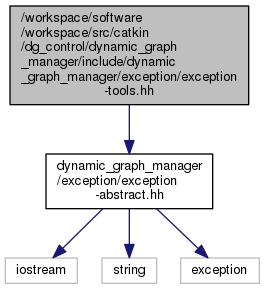 /workspace/software
/workspace/src/catkin
/dg_control/dynamic_graph
_manager/include/dynamic
_graph_manager/exception/exception
-tools.hh
dynamic_graph_manager
/exception/exception
-abstract.hh
iostream
string
exception